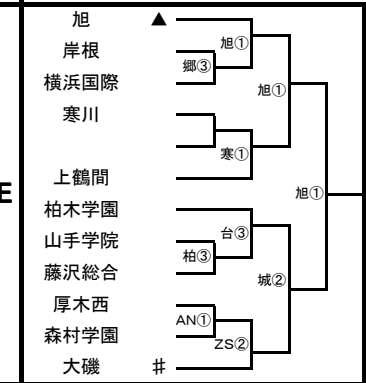 旭 ▲
旭①
岸根
郷③
横浜国際
旭①
寒川
寒①
上鶴間
E
旭①
柏木学園
台③
山手学院
柏③
藤沢総合
城②
厚木西
AN①
森村学園
ZS②
大磯 #